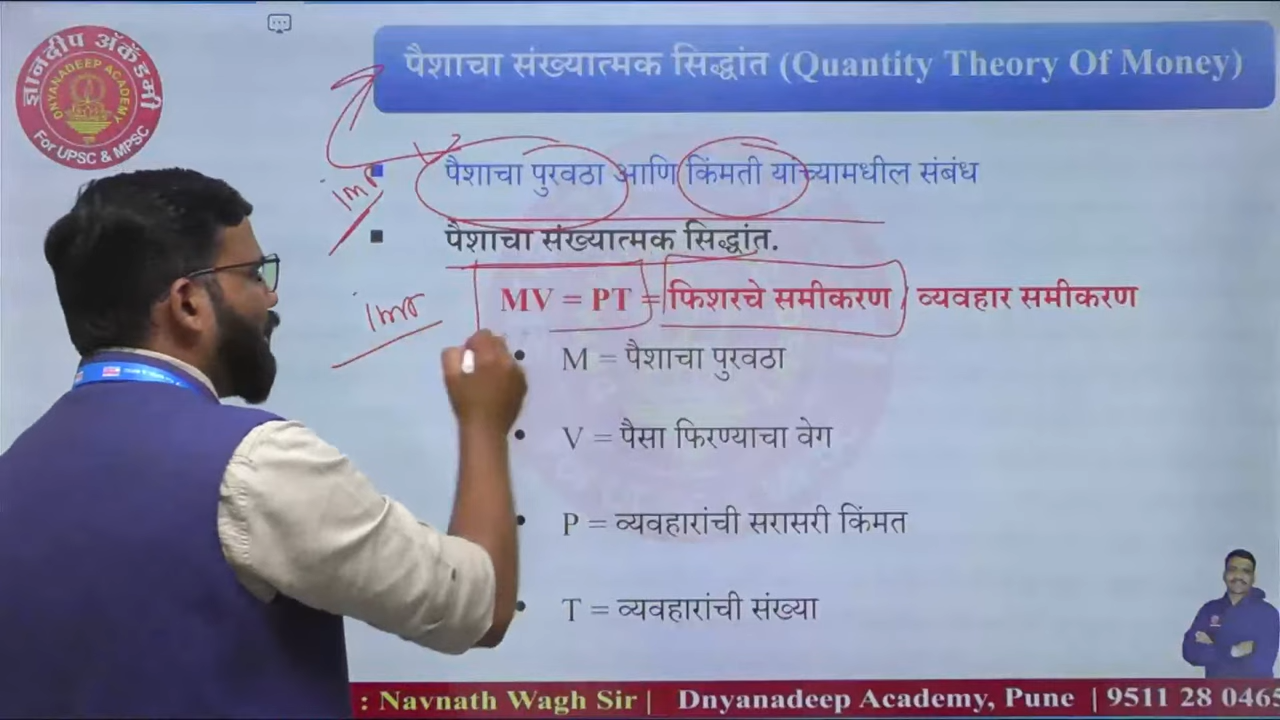 पैशाचा संख्यात्मक सिद्धांत (Quantity Theory Of Money)
ज्ञानदीप अ‍ॅकॅडमी
DNYANADEEP ACADEMY
For UPSC & MPSC
पैशाचा पुरवठा आणि किंमती यांच्यामधील संबंध
imp
पैशाचा संख्यात्मक सिद्धांत.
MV = PT = फिशरचे समीकरण / व्यवहार समीकरण
imp
M = पैशाचा पुरवठा
V = पैसा फिरण्याचा वेग
P = व्यवहारांची सरासरी किंमत
T = व्यवहारांची संख्या
: Navnath Wagh Sir | Dnyanadeep Academy, Pune | 9511 28 0465